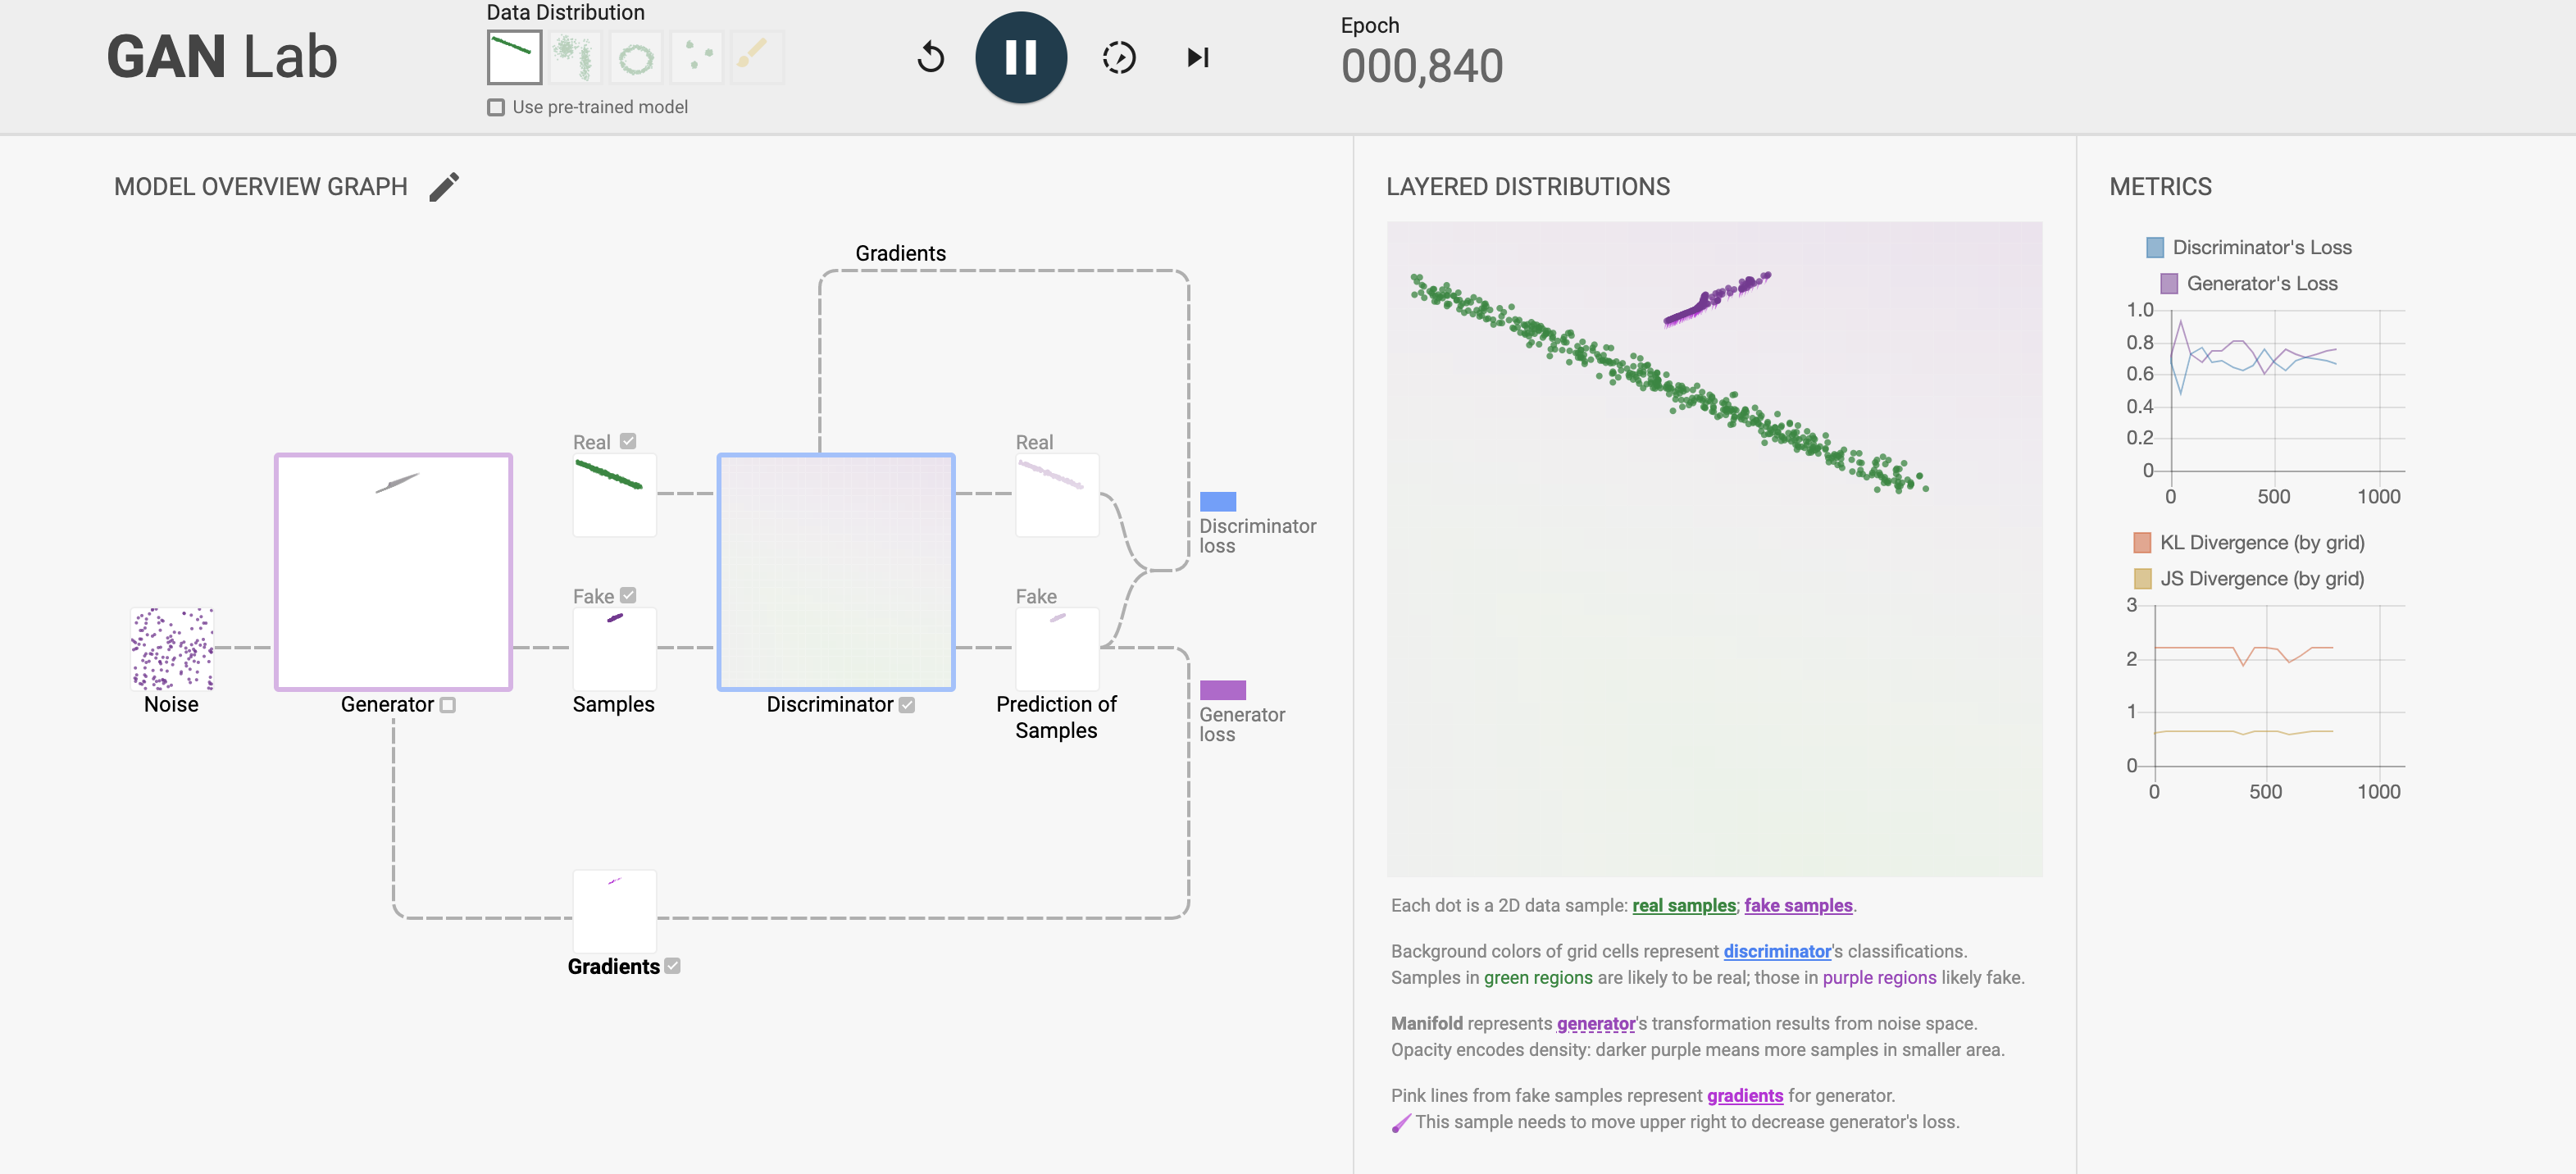 GAN Lab
Data Distribution
Use pre-trained model
Epoch
000,840
MODEL OVERVIEW GRAPH
Gradients
Real
Real
Discriminator
loss
Fake
Fake
Noise
Generator
Samples
Discriminator
Prediction of
Samples
Generator
loss
Gradients
LAYERED DISTRIBUTIONS
Each dot is a 2D data sample: real samples; fake samples.
Background colors of grid cells represent discriminator's classifications.
Samples in green regions are likely to be real; those in purple regions likely fake.
Manifold represents generator's transformation results from noise space.
Opacity encodes density: darker purple means more samples in smaller area.
Pink lines from fake samples represent gradients for generator.
This sample needs to move upper right to decrease generator's loss.
METRICS
Discriminator's Loss
Generator's Loss
1.0
0.8
0.6
0.4
0.2
0
0 500 1000
KL Divergence (by grid)
JS Divergence (by grid)
3
2
1
0
0 500 1000